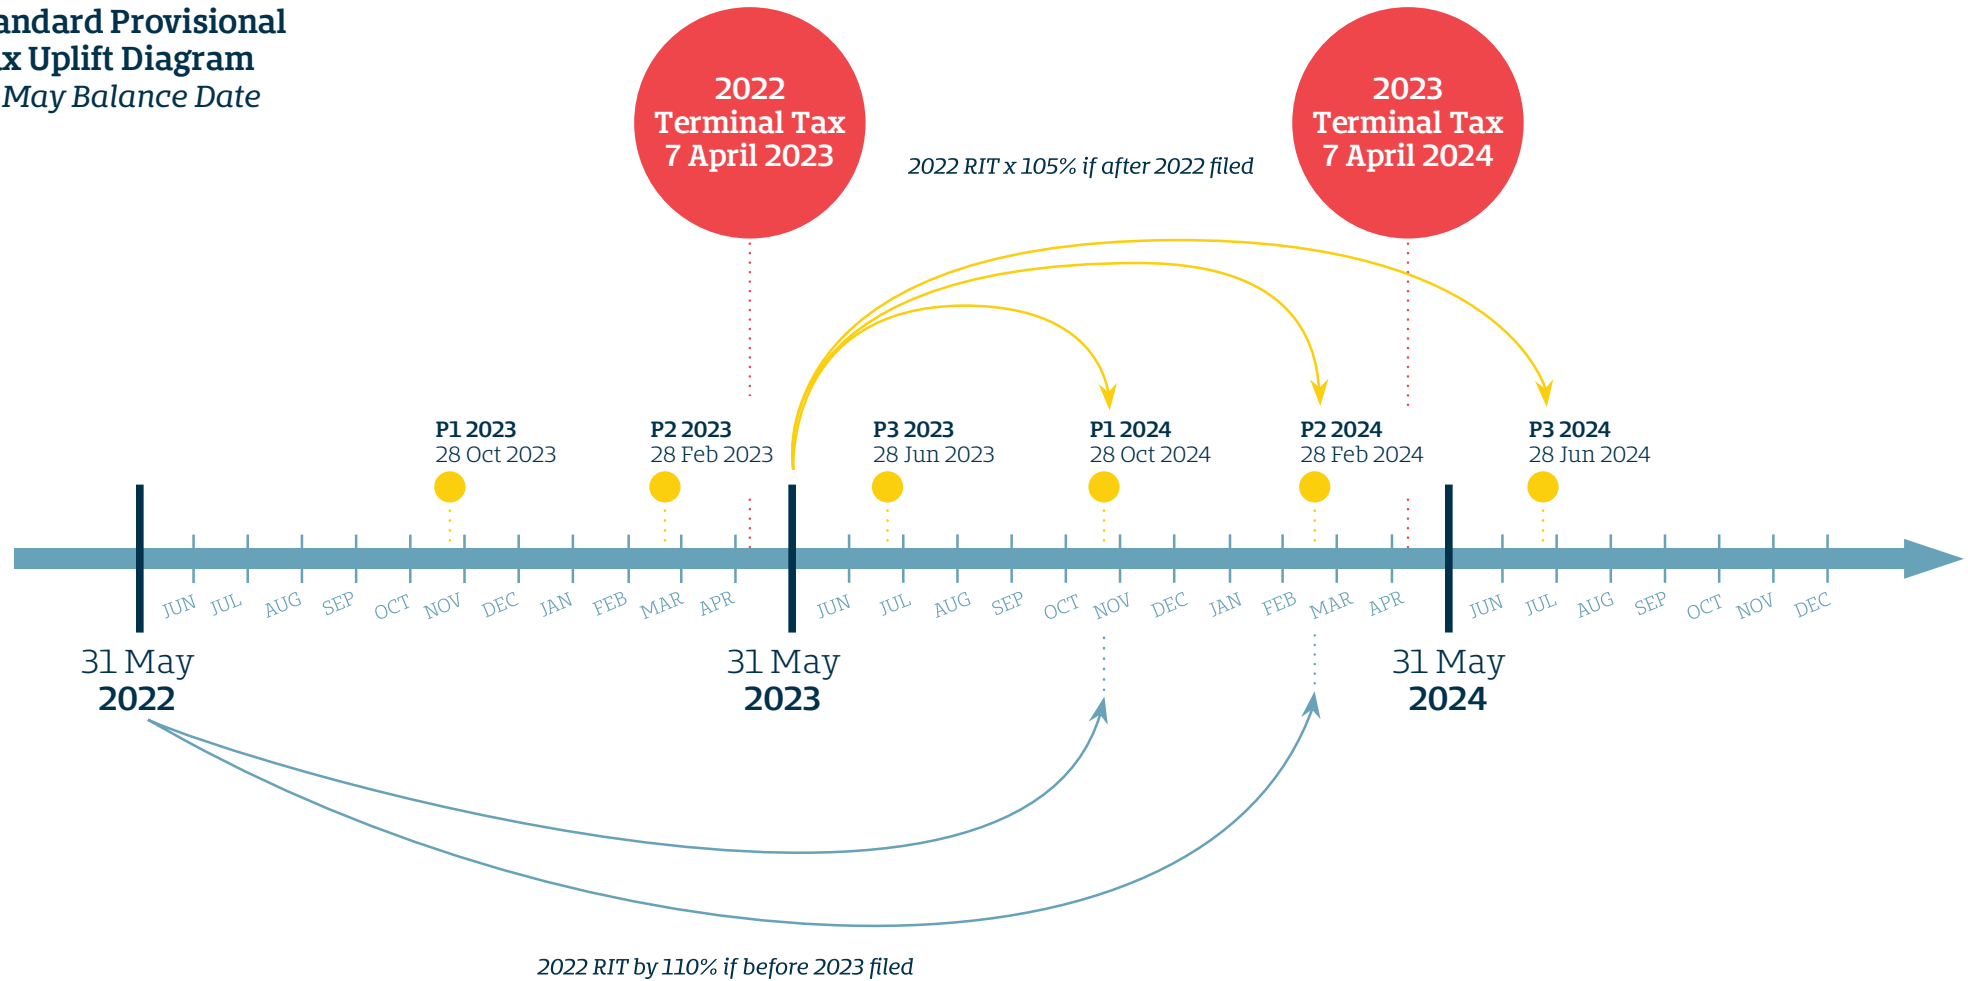 andard Provisional
x Uplift Diagram
May Balance Date
2022
Terminal Tax
7 April 2023
2023
Terminal Tax
7 April 2024
2022 RIT x 105% if after 2022 filed
P1 2023
28 Oct 2023
P2 2023
28 Feb 2023
P3 2023
28 Jun 2023
P1 2024
28 Oct 2024
P2 2024
28 Feb 2024
P3 2024
28 Jun 2024
JUN JUL AUG SEP OCT NOV DEC JAN FEB MAR APR JUN JUL AUG SEP OCT NOV DEC JAN FEB MAR APR JUN JUL AUG SEP OCT NOV DEC
31 May
2022
31 May
2023
31 May
2024
2022 RIT by 110% if before 2023 filed